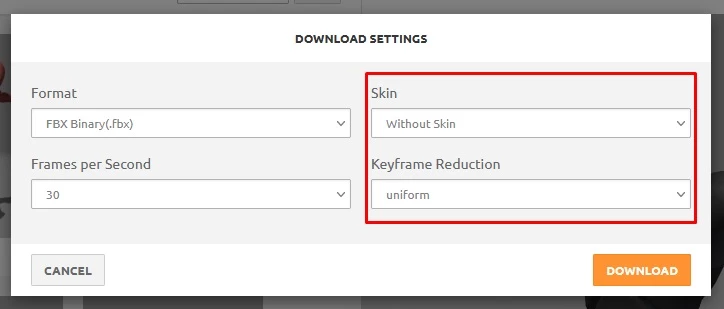 DOWNLOAD SETTINGS
Format
FBX Binary(.fbx)
Skin
Without Skin
Frames per Second
30
Keyframe Reduction
uniform
CANCEL
DOWNLOAD